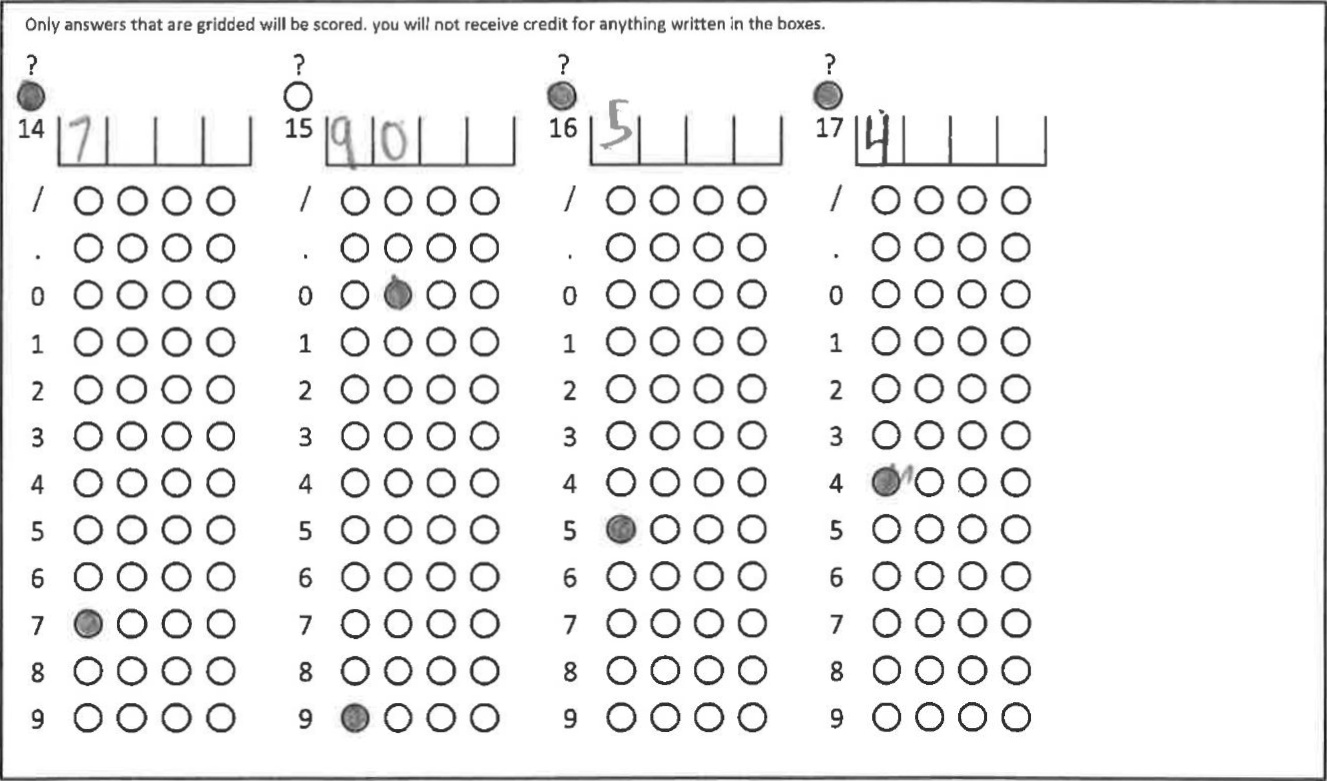 Only answers that are gridded will be scored. you will not receive credit for anything written in the boxes.
? ? ? ?
14 7 15 9 0 16 5 17 4
/ / / /
. . . .
0 0 0 0
1 1 1 1
2 2 2 2
3 3 3 3
4 4 4 4
5 5 5 5
6 6 6 6
7 7 7 7
8 8 8 8
9 9 9 9